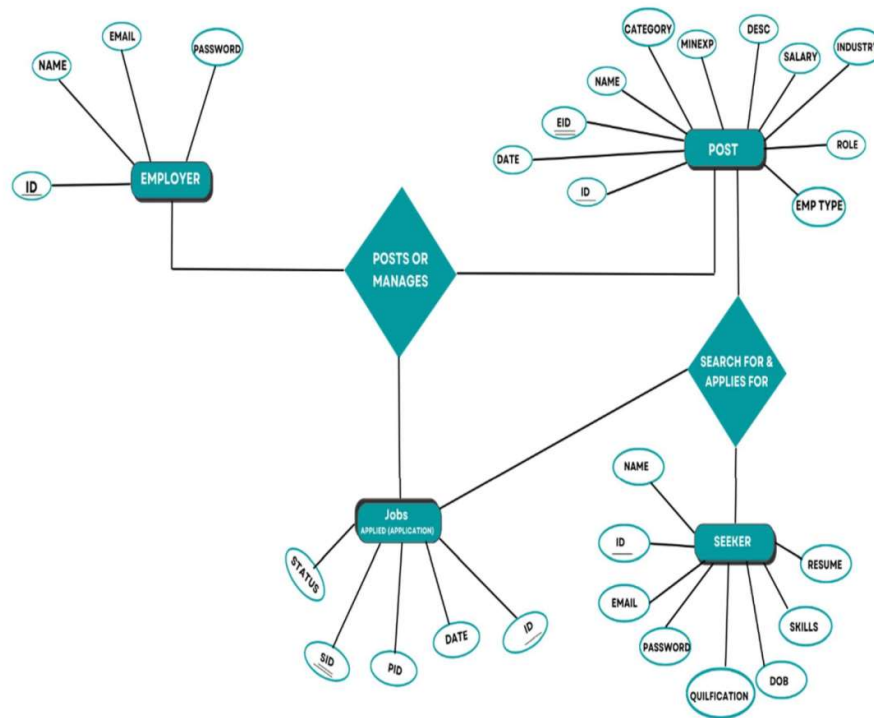 EMAIL
NAME
PASSWORD
ID
EMPLOYER
CATEGORY
MINEXP
DESC
SALARY
INDUSTRY
NAME
EID
DATE
ID
POST
ROLE
EMP TYPE
POSTS OR
MANAGES
SEARCH FOR &
APPLIES FOR
Jobs
APPLIED (APPLICATION)
STATUS
SID
PID
DATE
ID
NAME
ID
EMAIL
PASSWORD
QUILFICATION
DOB
SKILLS
RESUME
SEEKER